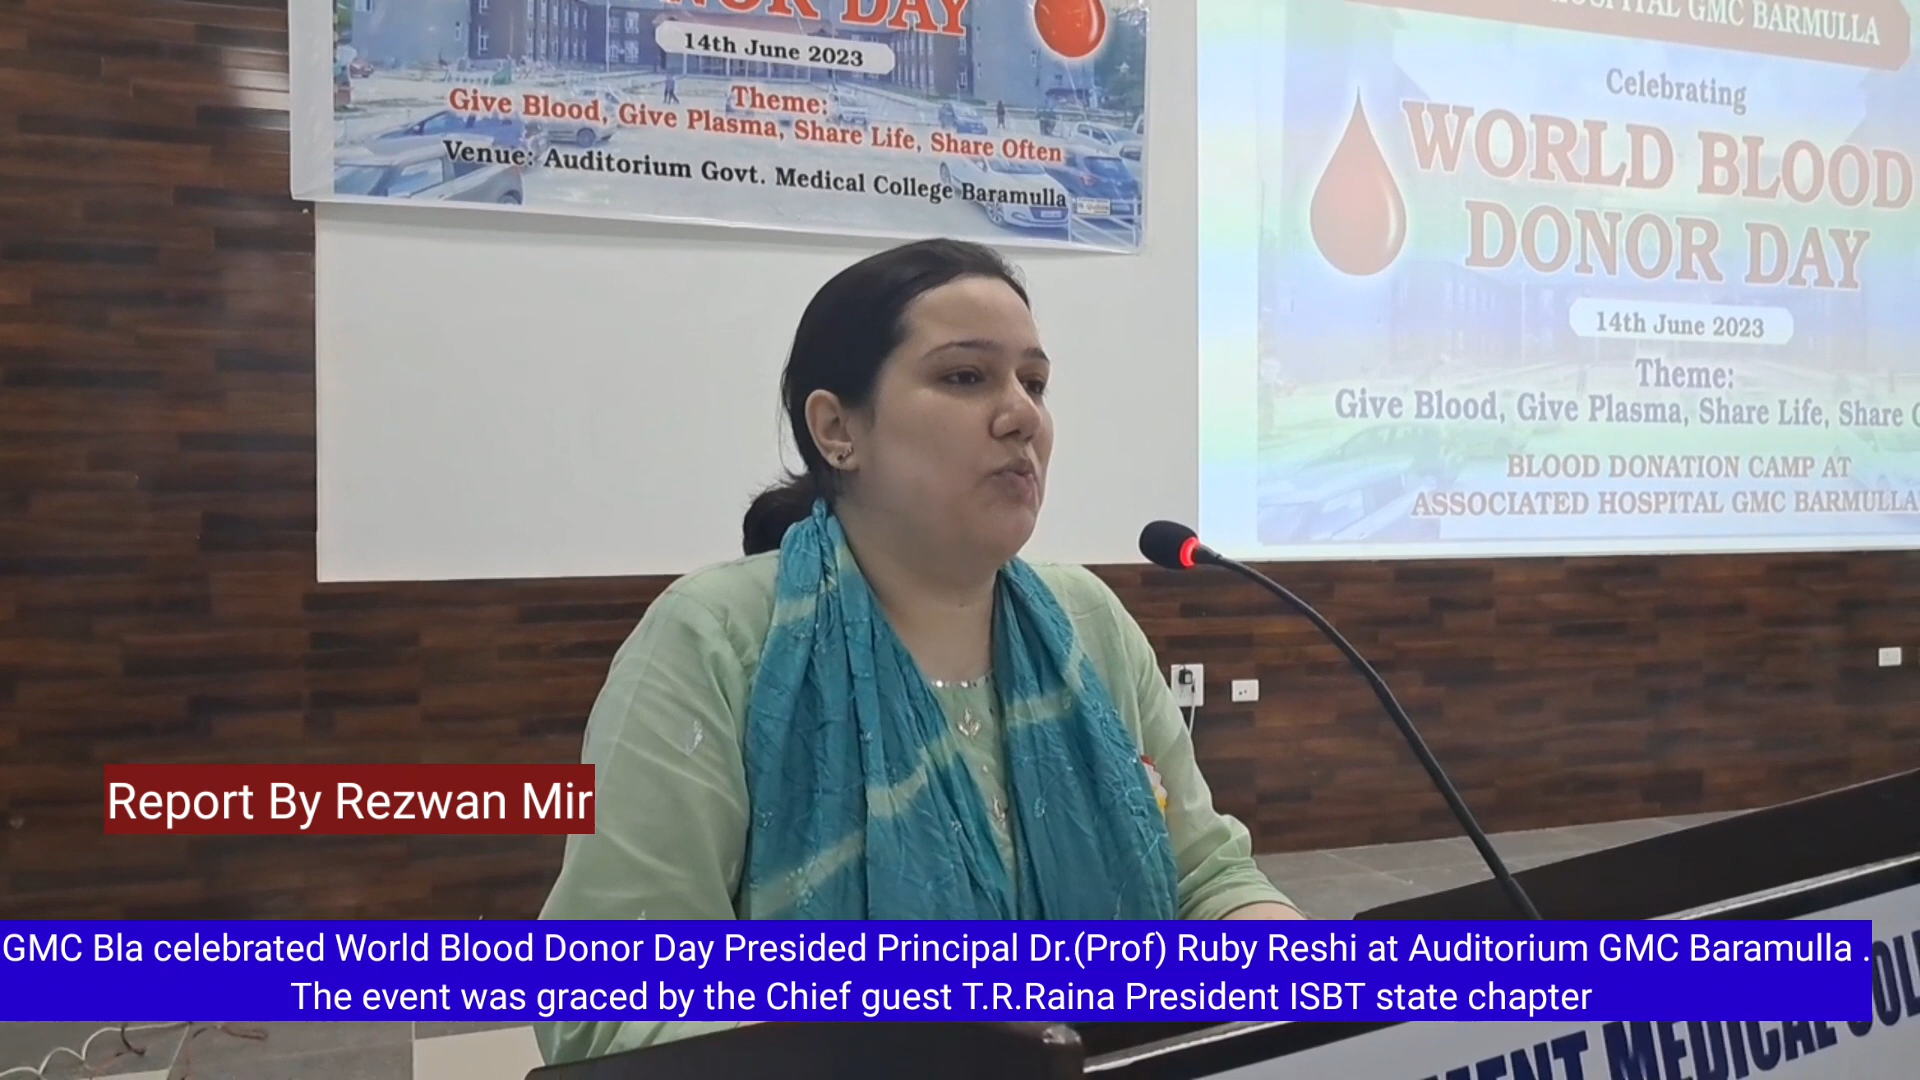 DONOR DAY
14th June 2023
Theme:
Give Blood, Give Plasma, Share Life, Share Often
Venue: Auditorium Govt. Medical College Baramulla
HOSPITAL GMC BARMULLA
Celebrating
WORLD BLOOD
DONOR DAY
14th June 2023
Theme:
Give Blood, Give Plasma, Share Life, Share
BLOOD DONATION CAMP AT
ASSOCIATED HOSPITAL GMC BARMULLA
Report By Rezwan Mir
GMC Bla celebrated World Blood Donor Day Presided Principal Dr.(Prof) Ruby Reshi at Auditorium GMC Baramulla .
The event was graced by the Chief guest T.R.Raina President ISBT state chapter
MEDICAL